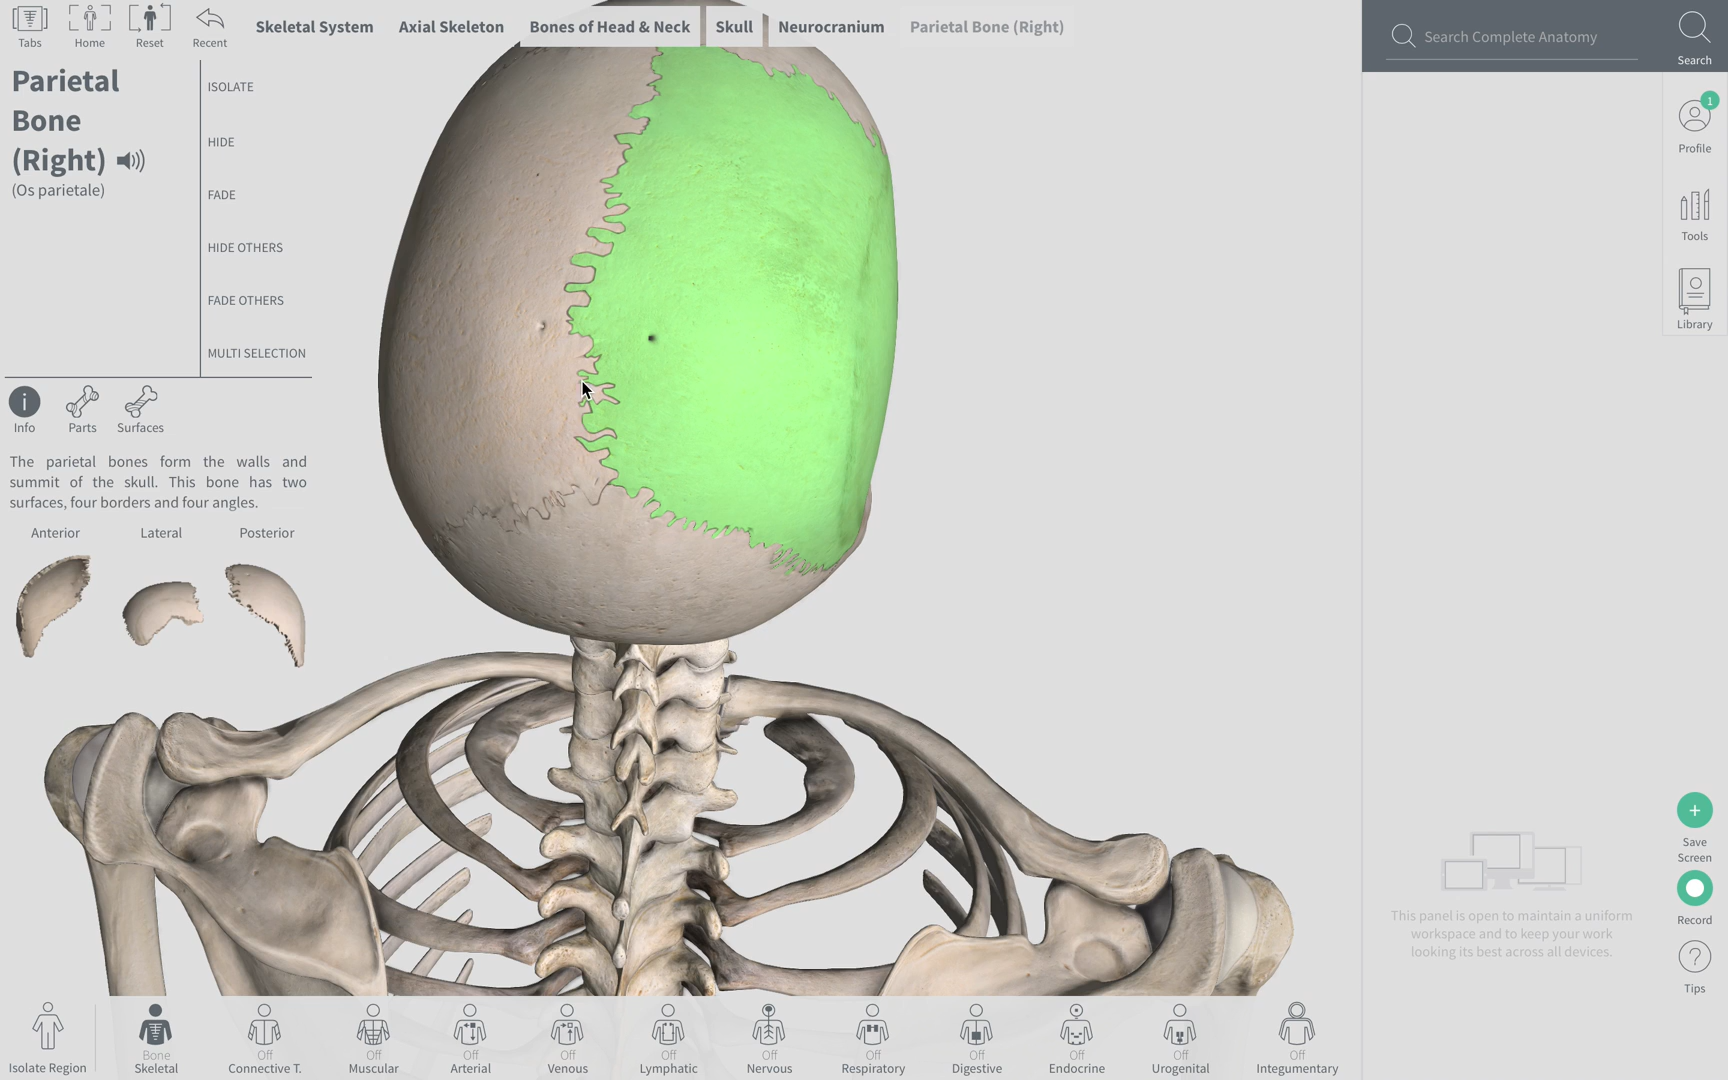 Tabs
Home
Reset
Recent
Skeletal System
Axial Skeleton
Bones of Head & Neck
Skull
Neurocranium
Parietal Bone (Right)
Search Complete Anatomy
Search
Parietal
Bone
(Right)
(Os parietale)
ISOLATE
HIDE
FADE
HIDE OTHERS
FADE OTHERS
MULTI SELECTION
1
Profile
Tools
Library
i
Info
Parts
Surfaces
The parietal bones form the walls and
summit of the skull. This bone has two
surfaces, four borders and four angles.
Anterior
Lateral
Posterior
+
Save
Screen
Record
This panel is open to maintain a uniform
workspace and to keep your work
looking its best across all devices.
?
Tips
Isolate Region
Bone
Skeletal
Off
Connective T.
Off
Muscular
Off
Arterial
Off
Venous
Off
Lymphatic
Off
Nervous
Off
Respiratory
Off
Digestive
Off
Endocrine
Off
Urogenital
Off
Integumentary